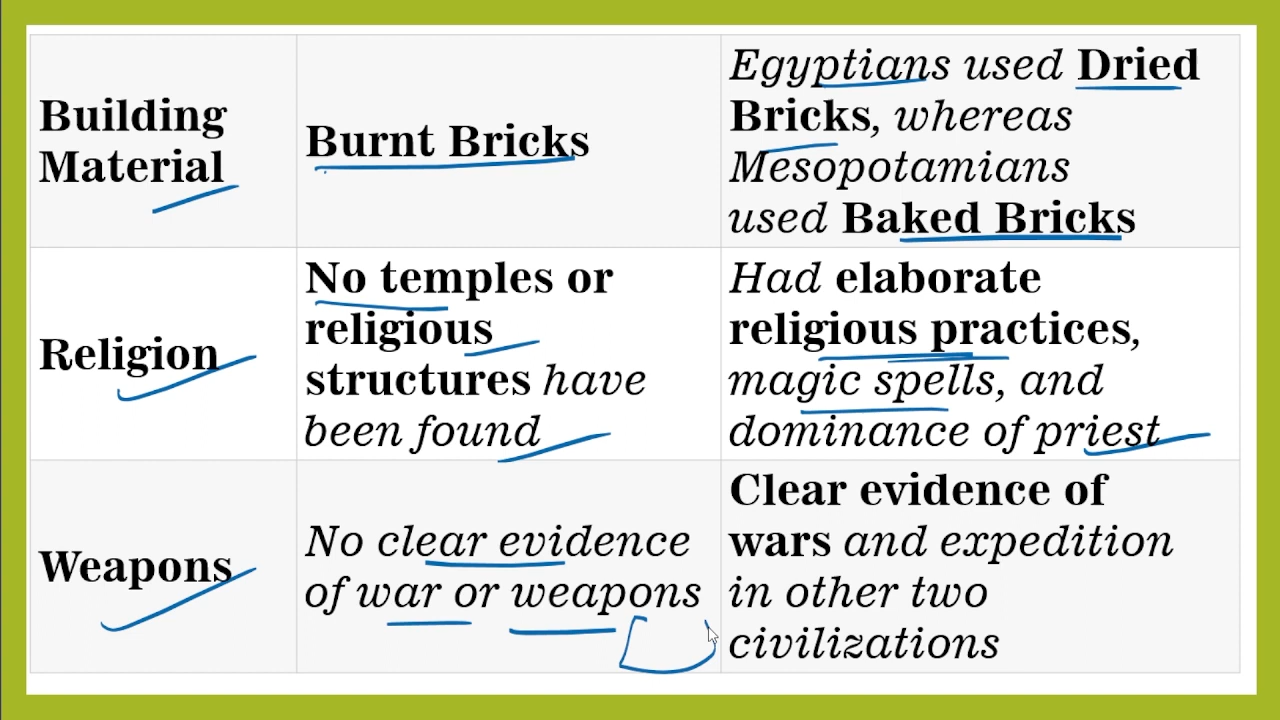 Building
Material
Burnt Bricks
Egyptians used Dried
Bricks, whereas
Mesopotamians
used Baked Bricks
Religion
No temples or
religious
structures have
been found
Had elaborate
religious practices,
magic spells, and
dominance of priest
Weapons
No clear evidence
of war or weapons
Clear evidence of
wars and expedition
in other two
civilizations